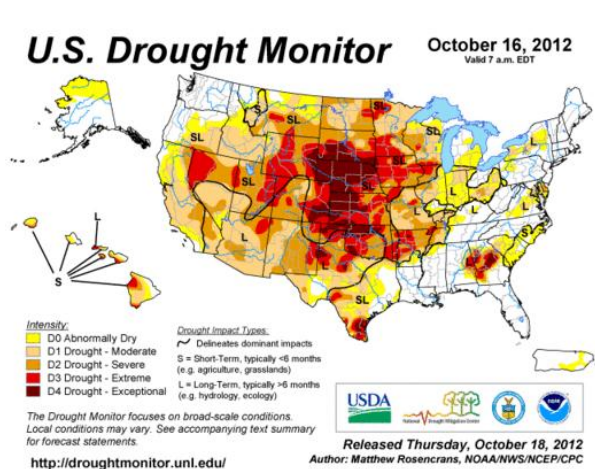 U.S. Drought Monitor
October 16, 2012
Valid 7 a.m. EDT
S
SL
SL
SL
SL
SL
SL
SL
L
L
L
L
L
L
L
L
L
S
SL
S
Intensity:
D0 Abnormally Dry
D1 Drought - Moderate
D2 Drought - Severe
D3 Drought - Extreme
D4 Drought - Exceptional
Drought Impact Types:
Delineates dominant impacts
S = Short-Term, typically <6 months
(e.g. agriculture, grasslands)
L = Long-Term, typically >6 months
(e.g. hydrology, ecology)
The Drought Monitor focuses on broad-scale conditions.
Local conditions may vary. See accompanying text summary
for forecast statements.
http://droughtmonitor.unl.edu/
USDA
National Drought Mitigation Center
Released Thursday, October 18, 2012
Author: Matthew Rosencrans, NOAA/NWS/NCEP/CPC